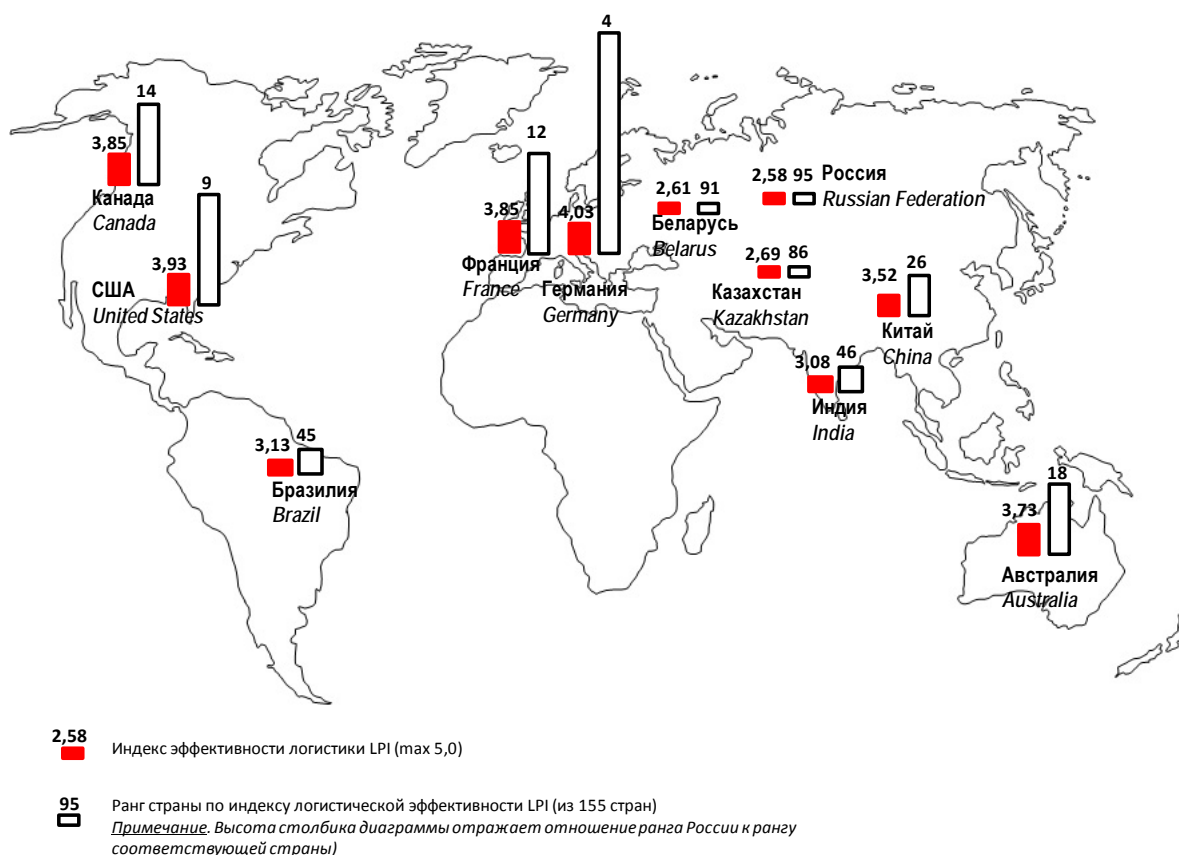 4
14
12
3,85
9
Канада
Canada
3,93
США
United States
3,85
4,03
Франция
France
Германия
Germany
2,61
91
Беларусь
Belarus
2,58
95
Россия
Russian Federation
2,69
86
Казахстан
Kazakhstan
3,52
26
Китай
China
3,08
46
Индия
India
3,13
45
Бразилия
Brazil
18
3,73
Австралия
Australia
2,58
Индекс эффективности логистики LPI (max 5,0)
95
Ранг страны по индексу логистической эффективности LPI (из 155 стран)
Примечание. Высота столбика диаграммы отражает отношение ранга России к рангу
соответствующей страны)